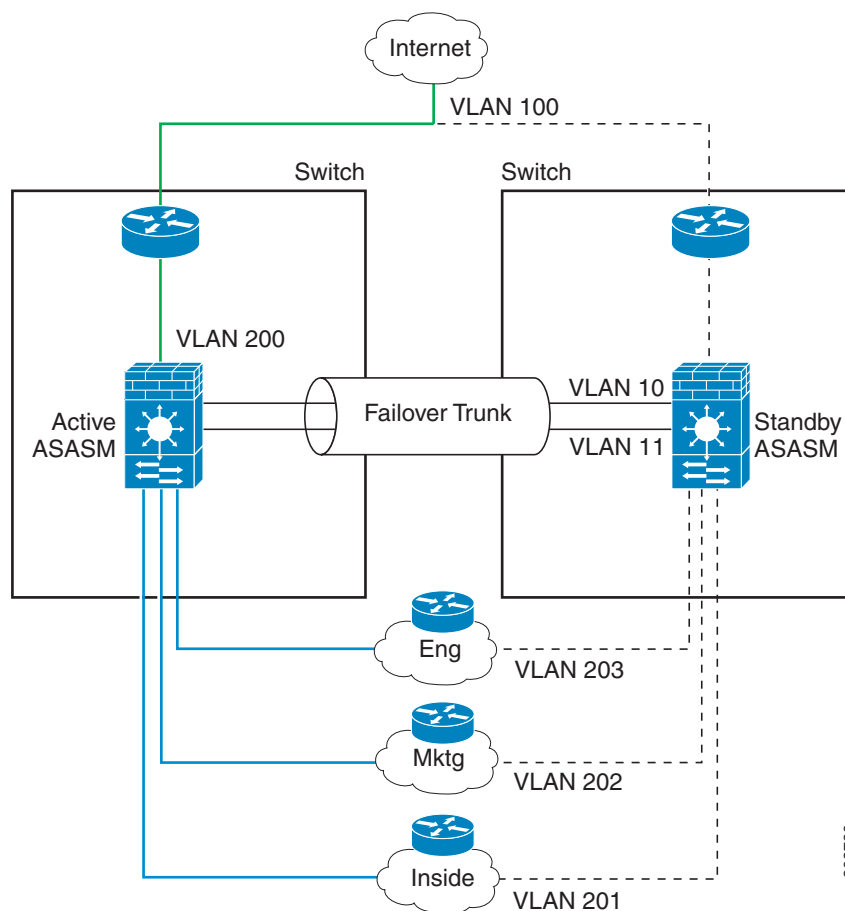 Internet
VLAN 100
Switch
Switch
VLAN 200
VLAN 10
Failover Trunk
Active
ASASM
Standby
ASASM
VLAN 11
Eng
VLAN 203
Mktg
VLAN 202
Inside
VLAN 201